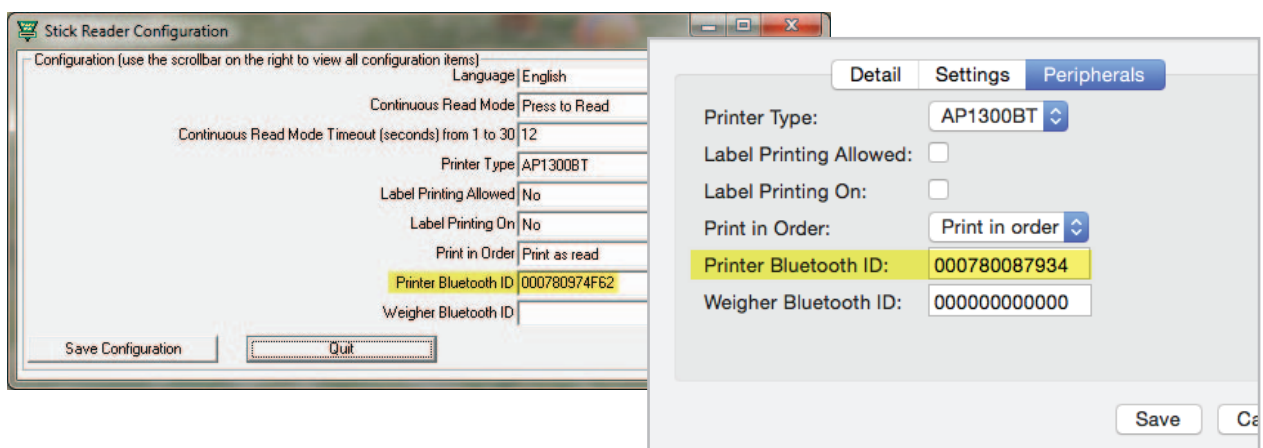 Stick Reader Configuration
Configuration (use the scrollbar on the right to view all configuration items)
Language English
Continuous Read Mode Press to Read
Continuous Read Mode Timeout (seconds) from 1 to 30 12
Printer Type AP1300BT
Label Printing Allowed No
Label Printing On No
Print in Order Print as read
Printer Bluetooth ID 000780974F62
Weigher Bluetooth ID
Save Configuration Quit
Detail Settings Peripherals
Printer Type: AP1300BT
Label Printing Allowed:
Label Printing On:
Print in Order: Print in order
Printer Bluetooth ID: 000780087934
Weigher Bluetooth ID: 000000000000
Save Ca